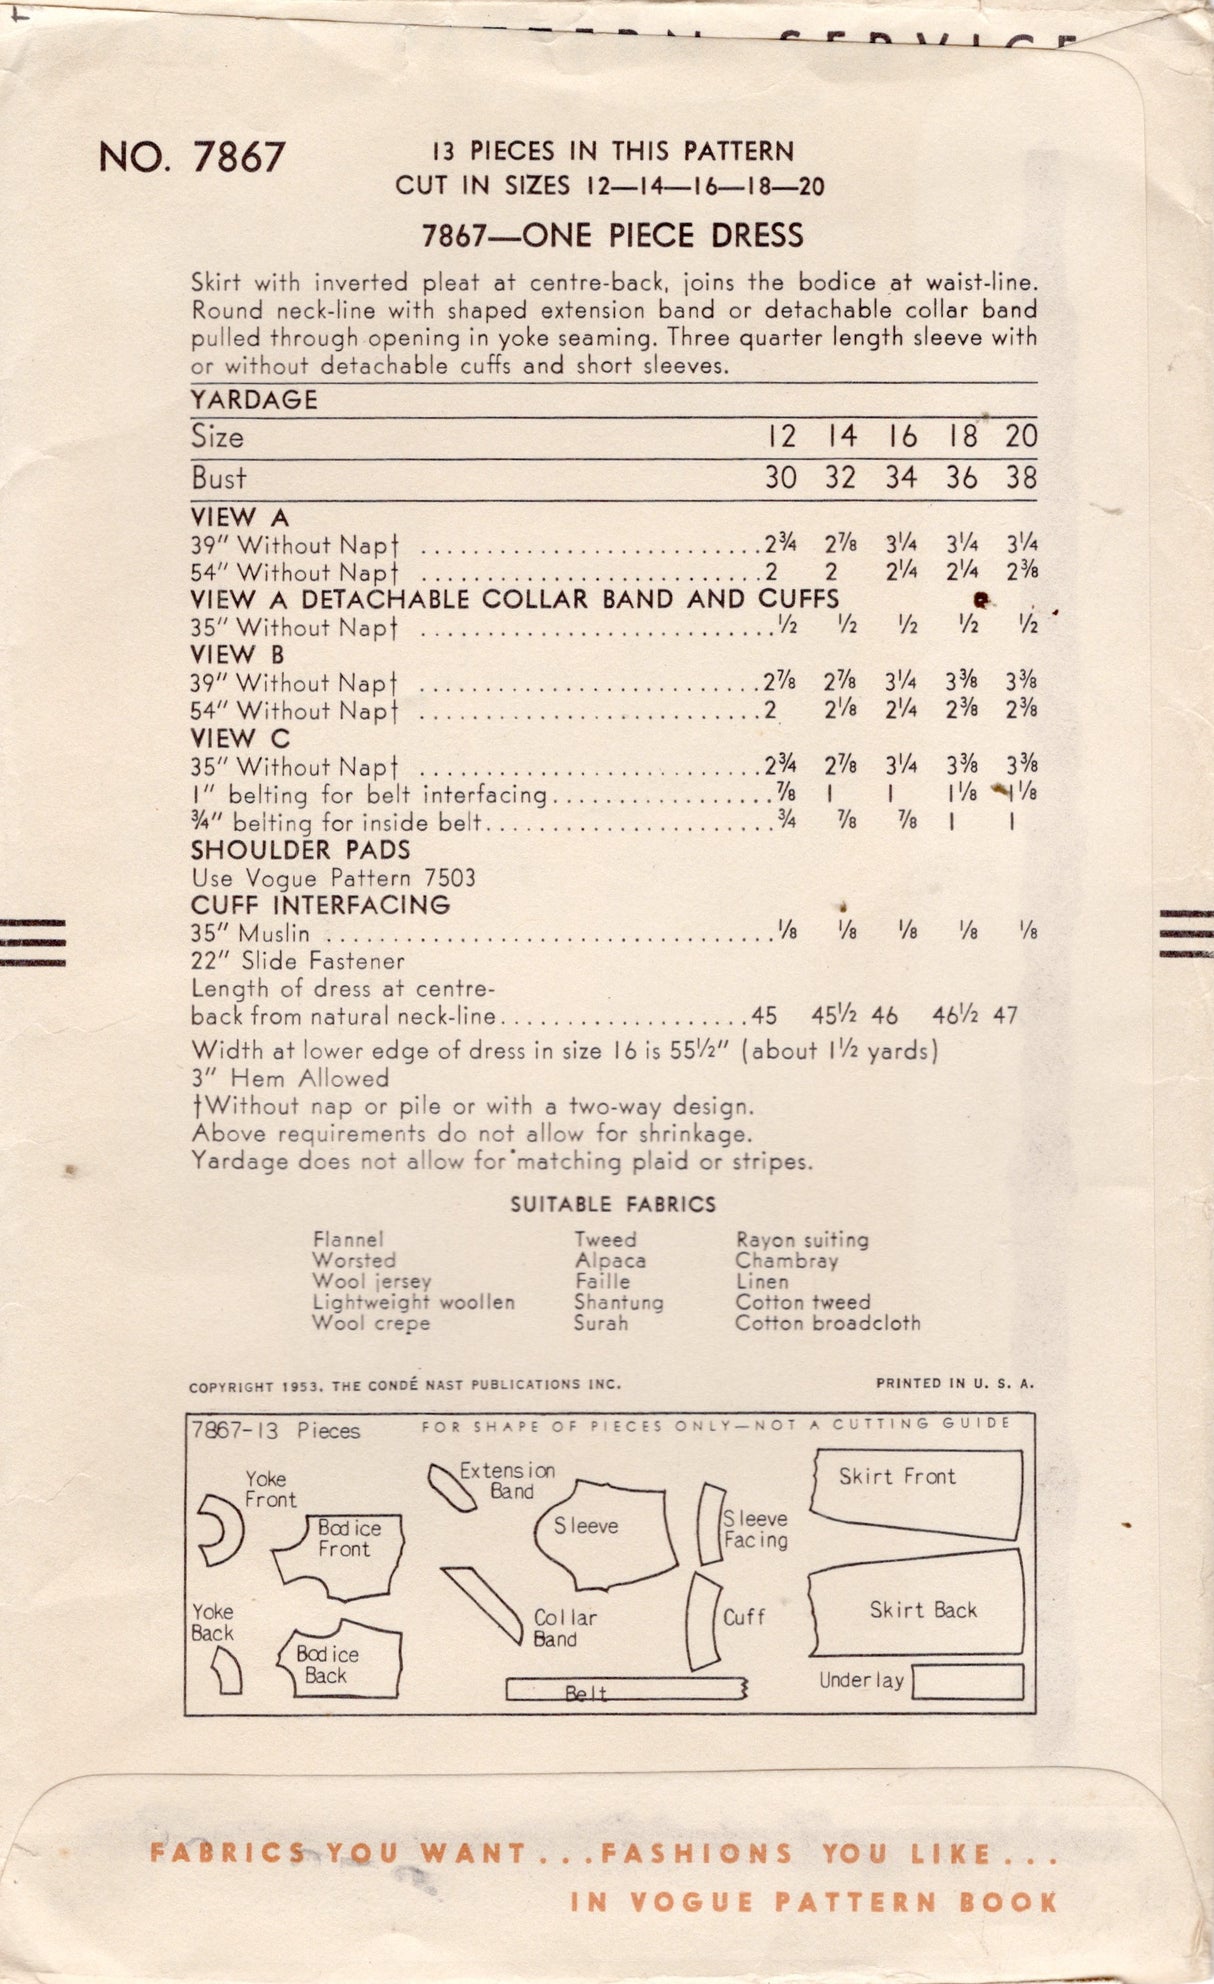 PATTERN SERVICE
NO. 7867
13 PIECES IN THIS PATTERN
CUT IN SIZES 12—14—16—18—20
7867—ONE PIECE DRESS
Skirt with inverted pleat at centre-back, joins the bodice at waist-line.
Round neck-line with shaped extension band or detachable collar band
pulled through opening in yoke seaming. Three quarter length sleeve with
or without detachable cuffs and short sleeves.
YARDAGE
Size 12 14 16 18 20
Bust 30 32 34 36 38
VIEW A
39" Without Nap† ........................ 2¾ 2⅞ 3¼ 3¼ 3¼
54" Without Nap† ........................ 2 2 2¼ 2¼ 2⅜
VIEW A DETACHABLE COLLAR BAND AND CUFFS
35" Without Nap† ........................ ½ ½ ½ ½ ½
VIEW B
39" Without Nap† ........................ 2⅞ 2⅞ 3¼ 3⅜ 3⅜
54" Without Nap† ........................ 2 2⅛ 2¼ 2⅜ 2⅜
VIEW C
35" Without Nap† ........................ 2¾ 2⅞ 3¼ 3⅜ 3⅜
1" belting for belt interfacing ................. ⅞ 1 1 1⅛ 1⅛
¾" belting for inside belt ...................... ¾ ⅞ ⅞ 1 1
SHOULDER PADS
Use Vogue Pattern 7503
CUFF INTERFACING
35" Muslin .................................. ⅛ ⅛ ⅛ ⅛ ⅛
22" Slide Fastener
Length of dress at centre-
back from natural neck-line ................... 45 45½ 46 46½ 47
Width at lower edge of dress in size 16 is 55½" (about 1½ yards)
3" Hem Allowed
†Without nap or pile or with a two-way design.
Above requirements do not allow for shrinkage.
Yardage does not allow for matching plaid or stripes.
SUITABLE FABRICS
Flannel Tweed Rayon suiting
Worsted Alpaca Chambray
Wool jersey Faille Linen
Lightweight woollen Shantung Cotton tweed
Wool crepe Surah Cotton broadcloth
COPYRIGHT 1953, THE CONDÉ NAST PUBLICATIONS INC. PRINTED IN U. S. A.
7867-13 Pieces FOR SHAPE OF PIECES ONLY—NOT A CUTTING GUIDE
Yoke
Front
Bodice
Front
Extension
Band
Sleeve
Sleeve
Facing
Skirt Front
Yoke
Back
Bodice
Back
Collar
Band
Cuff
Skirt Back
Belt
Underlay
FABRICS YOU WANT...FASHIONS YOU LIKE...
IN VOGUE PATTERN BOOK